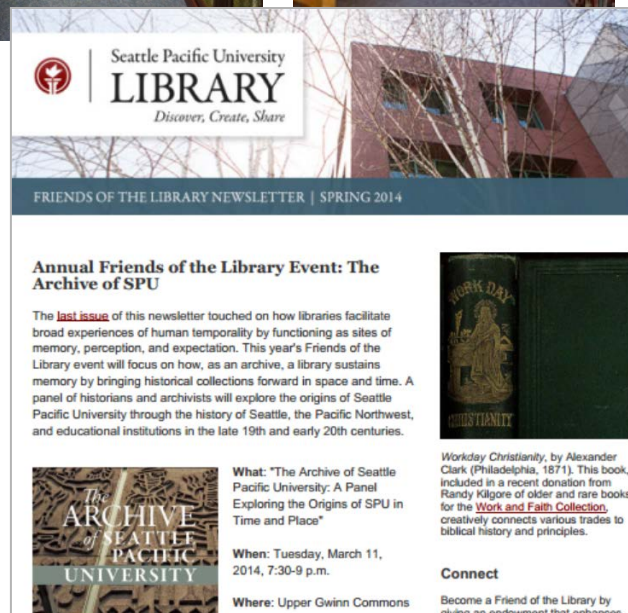 Seattle Pacific University
LIBRARY
Discover, Create, Share
FRIENDS OF THE LIBRARY NEWSLETTER | SPRING 2014
Annual Friends of the Library Event: The
Archive of SPU
The last issue of this newsletter touched on how libraries facilitate
broad experiences of human temporality by functioning as sites of
memory, perception, and expectation. This year's Friends of the
Library event will focus on how, as an archive, a library sustains
memory by bringing historical collections forward in space and time. A
panel of historians and archivists will explore the origins of Seattle
Pacific University through the history of Seattle, the Pacific Northwest,
and educational institutions in the late 19th and early 20th centuries.
The
ARCHIVE
of SEATTLE
PACIFIC
UNIVERSITY
What: "The Archive of Seattle
Pacific University: A Panel
Exploring the Origins of SPU in
Time and Place"
When: Tuesday, March 11,
2014, 7:30-9 p.m.
Where: Upper Gwinn Commons
WORK DAY
CHRISTIANITY
Workday Christianity, by Alexander
Clark (Philadelphia, 1871). This book,
included in a recent donation from
Randy Kilgore of older and rare books
for the Work and Faith Collection,
creatively connects various trades to
biblical history and principles.
Connect
Become a Friend of the Library by
giving an endowment that enhances